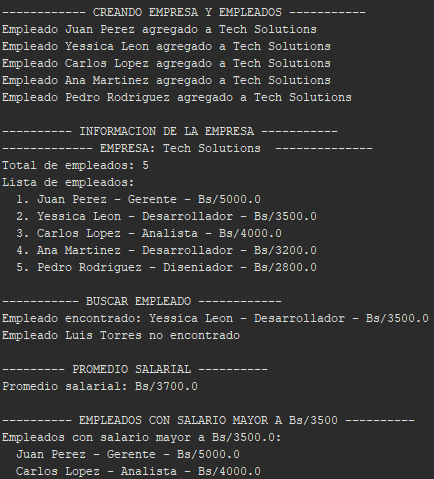 ------------ CREANDO EMPRESA Y EMPLEADOS -----------
Empleado Juan Perez agregado a Tech Solutions
Empleado Yessica Leon agregado a Tech Solutions
Empleado Carlos Lopez agregado a Tech Solutions
Empleado Ana Martinez agregado a Tech Solutions
Empleado Pedro Rodriguez agregado a Tech Solutions
---------- INFORMACION DE LA EMPRESA -----------
------------- EMPRESA: Tech Solutions  --------------
Total de empleados: 5
Lista de empleados:
  1. Juan Perez - Gerente - Bs/5000.0
  2. Yessica Leon - Desarrollador - Bs/3500.0
  3. Carlos Lopez - Analista - Bs/4000.0
  4. Ana Martinez - Desarrollador - Bs/3200.0
  5. Pedro Rodriguez - Diseniador - Bs/2800.0
----------- BUSCAR EMPLEADO ------------
Empleado encontrado: Yessica Leon - Desarrollador - Bs/3500.0
Empleado Luis Torres no encontrado
--------- PROMEDIO SALARIAL ----------
Promedio salarial: Bs/3700.0
---------- EMPLEADOS CON SALARIO MAYOR A Bs/3500 ----------
Empleados con salario mayor a Bs/3500.0:
  Juan Perez - Gerente - Bs/5000.0
  Carlos Lopez - Analista - Bs/4000.0